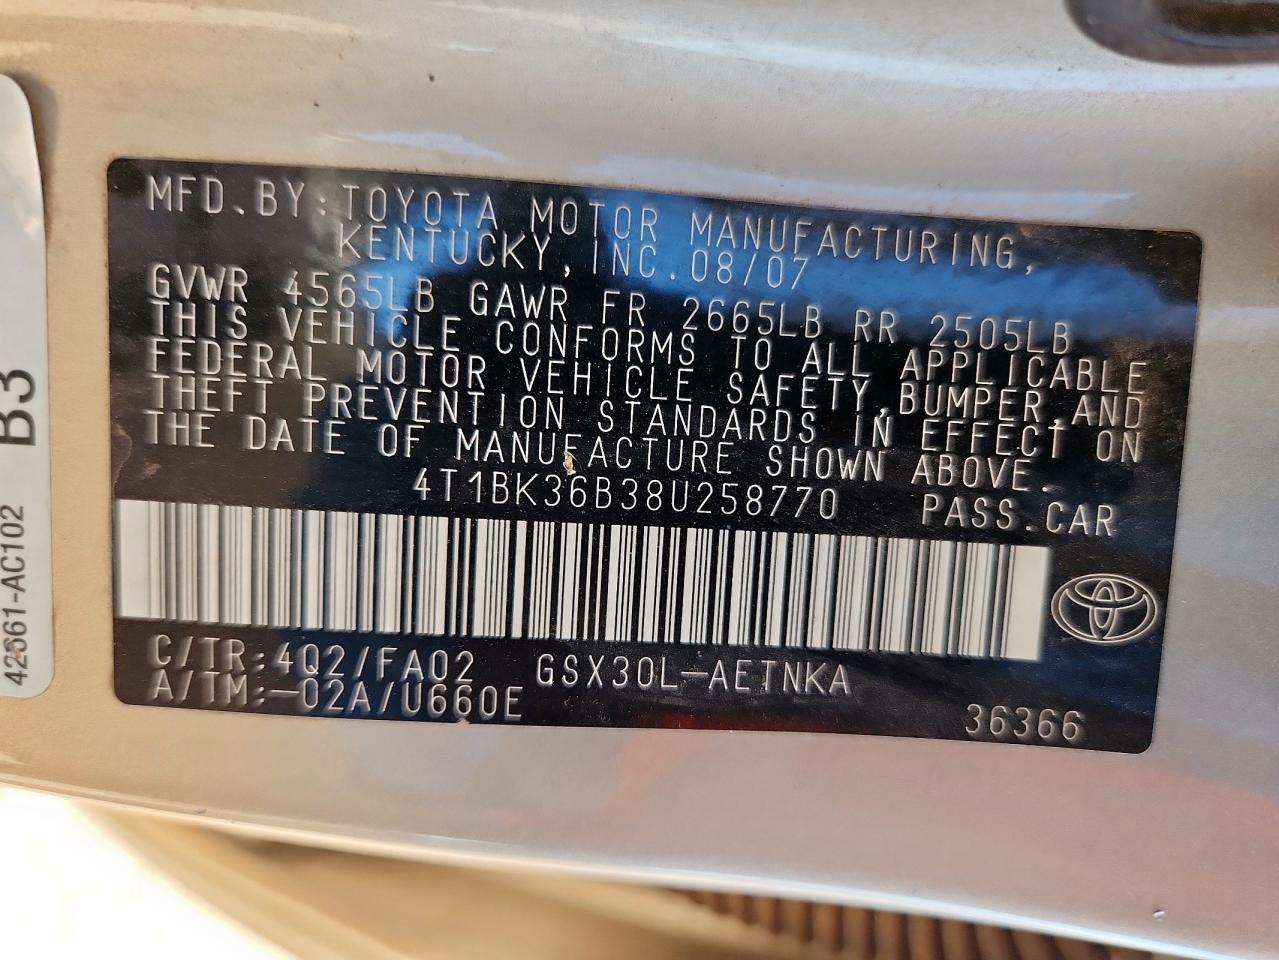 MFD.BY:TOYOTA MOTOR MANUFACTURING,
KENTUCKY,INC.08/07
GVWR 4565LB GAWR FR 2665LB RR 2505LB
THIS VEHICLE CONFORMS TO ALL APPLICABLE
FEDERAL MOTOR VEHICLE SAFETY,BUMPER,AND
THEFT PREVENTION STANDARDS IN EFFECT ON
THE DATE OF MANUFACTURE SHOWN ABOVE.
4T1BK36B38U258770 PASS.CAR
C/TR:4Q2/FA02 GSX30L-AETNKA
A/TM:-02A/U660E
36366
42661-AC102 B3